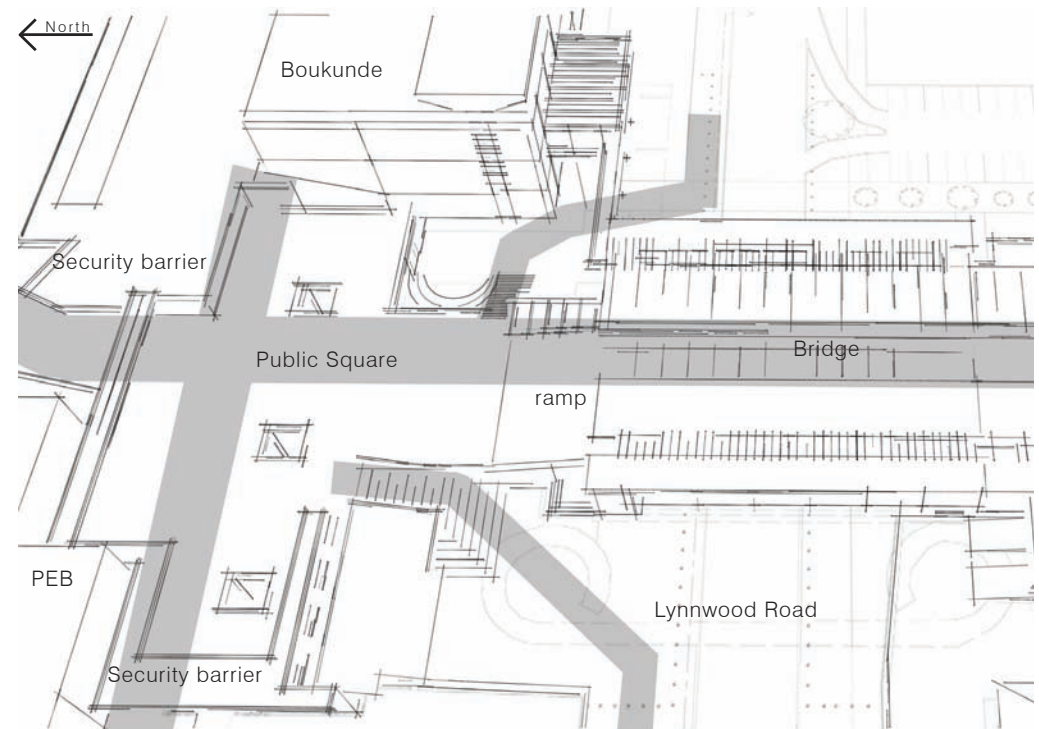 North
Boukunde
Security barrier
Public Square
Bridge
ramp
PEB
Lynnwood Road
Security barrier